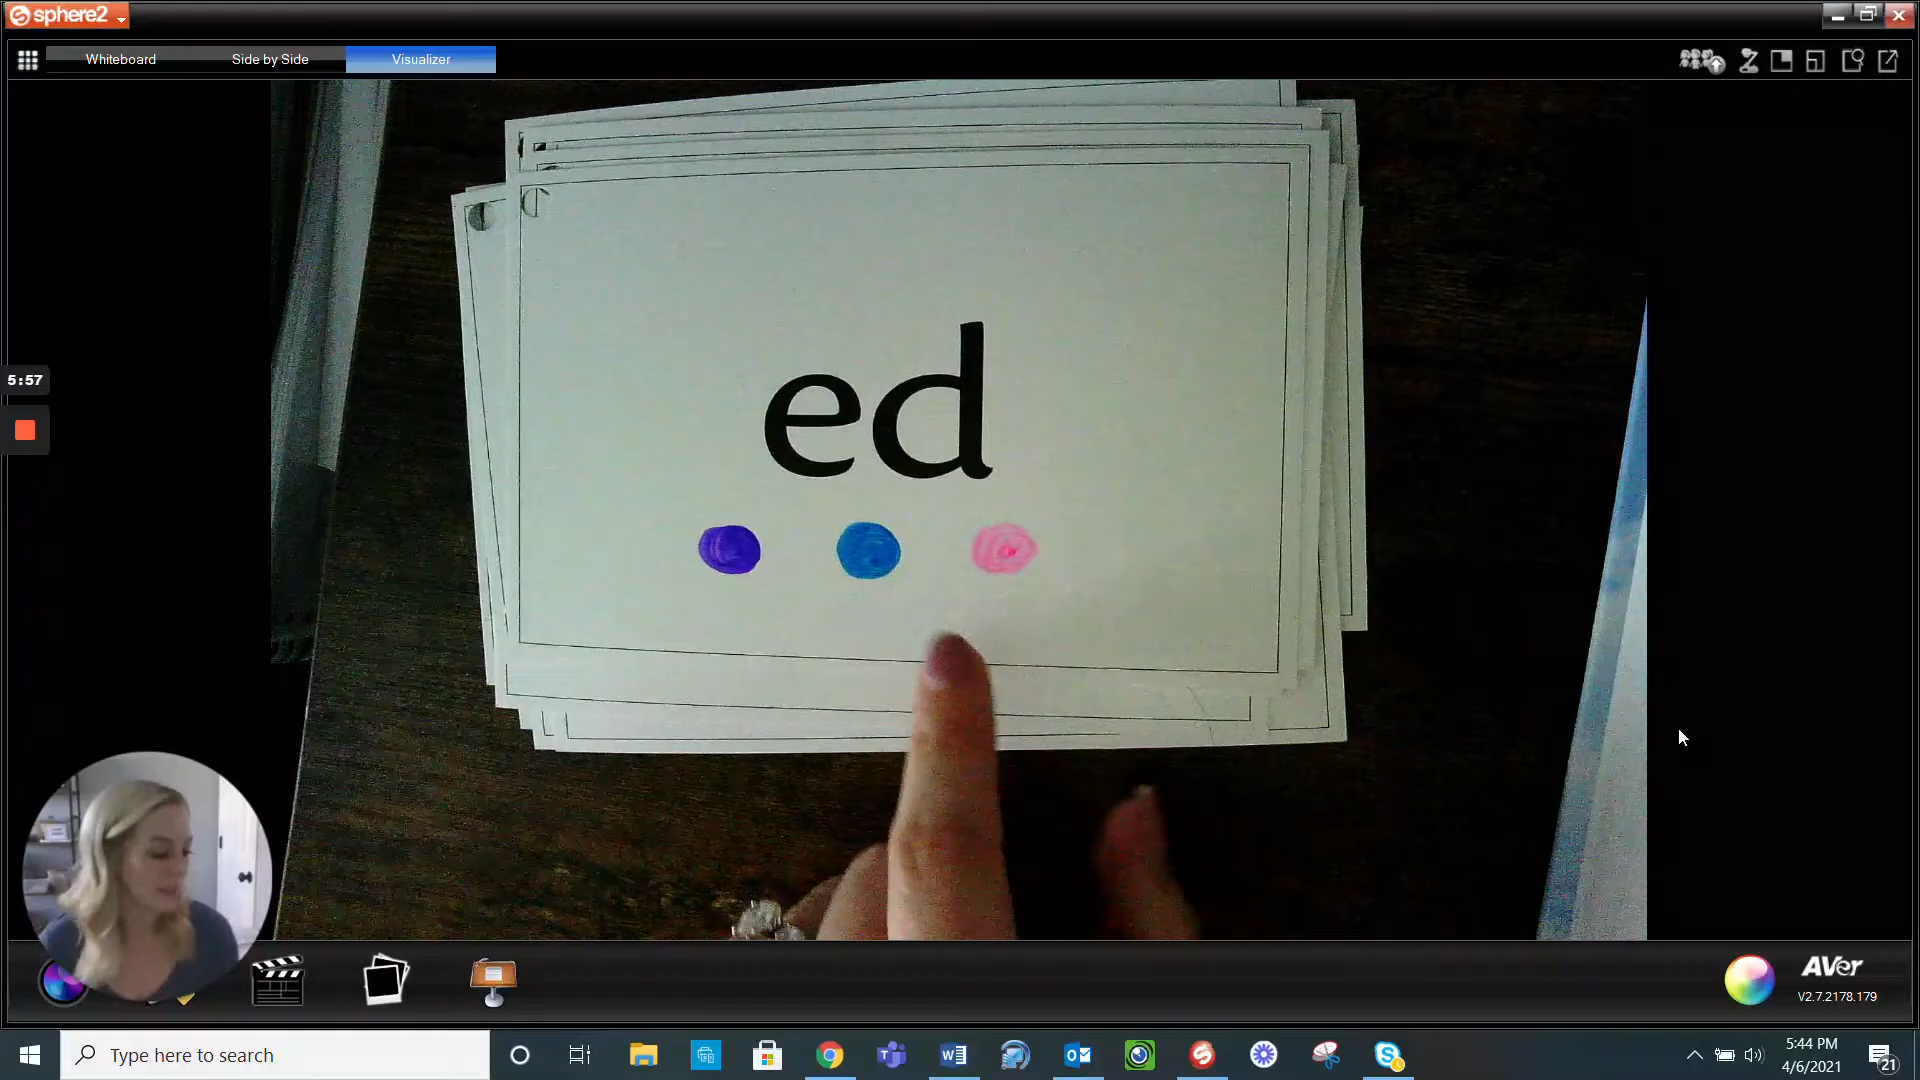 sphere2
Whiteboard
Side by Side
Visualizer
ed
5:57
AVer
V2.7.2178.179
Type here to search
5:44 PM
4/6/2021
21